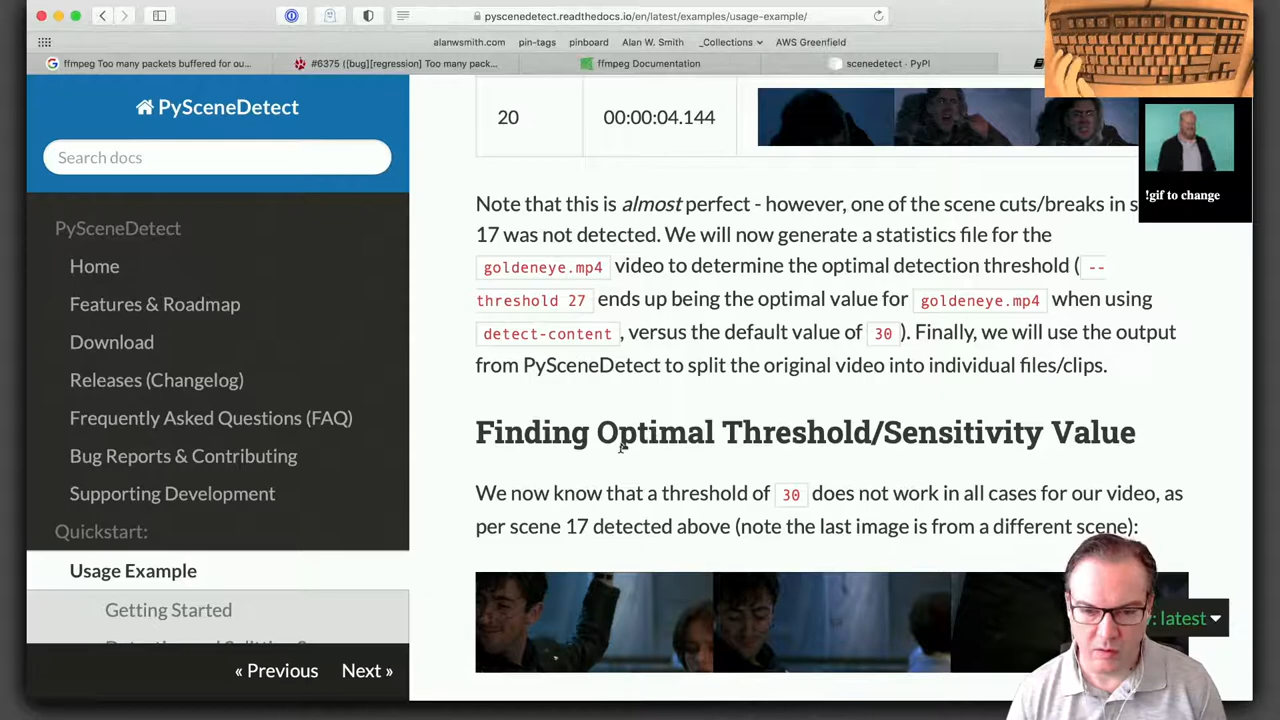 pyscenedetect.readthedocs.io/en/latest/examples/usage-example/
alanwsmith.com pin-tags pinboard Alan W. Smith _Collections AWS Greenfield
ffmpeg Too many packets buffered for ou... #6375 ([bug][regression] Too many pack... ffmpeg Documentation scenedetect · PyPI
PySceneDetect
Search docs
PySceneDetect
Home
Features & Roadmap
Download
Releases (Changelog)
Frequently Asked Questions (FAQ)
Bug Reports & Contributing
Supporting Development
Quickstart:
Usage Example
Getting Started
« Previous Next »
20 00:00:04.144
Note that this is almost perfect - however, one of the scene cuts/breaks in s
17 was not detected. We will now generate a statistics file for the
goldeneye.mp4 video to determine the optimal detection threshold ( --
threshold 27 ends up being the optimal value for goldeneye.mp4 when using
detect-content , versus the default value of 30 ). Finally, we will use the output
from PySceneDetect to split the original video into individual files/clips.
Finding Optimal Threshold/Sensitivity Value
We now know that a threshold of 30 does not work in all cases for our video, as
per scene 17 detected above (note the last image is from a different scene):
: latest
!gif to change